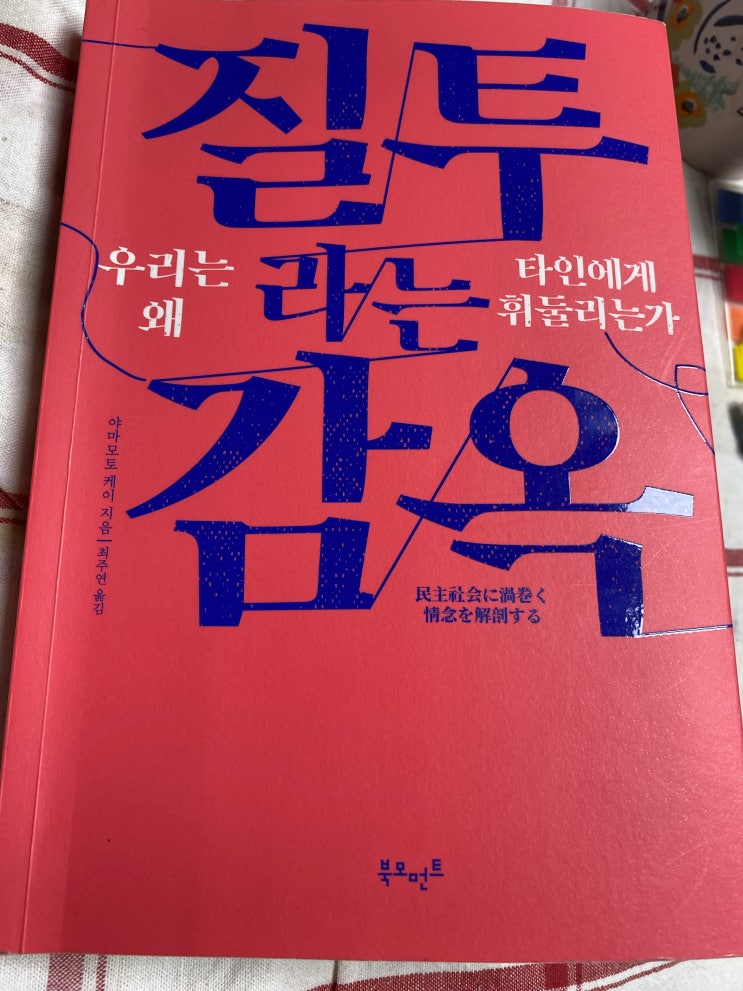 질투
라는
감옥
우리는
왜
타인에게
휘둘리는가
야마모토 케이 지음 | 최주연 옮김
民主社会に渦巻く
情念を解剖する
북모먼트